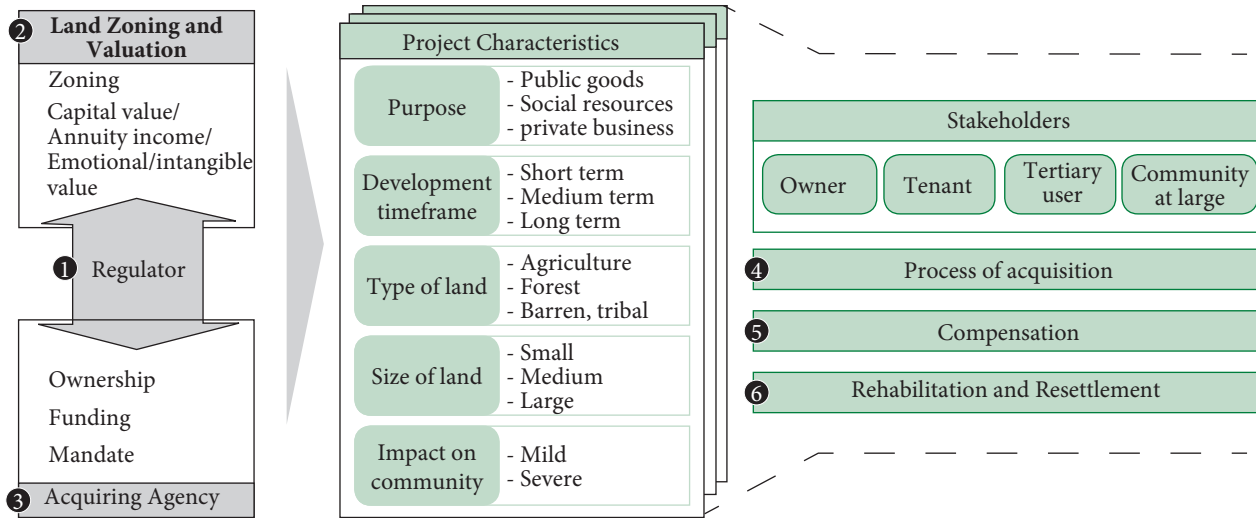 2
Land Zoning and
Valuation
Zoning
Capital value/
Annuity income/
Emotional/intangible
value
1
Regulator
Ownership
Funding
Mandate
3
Acquiring Agency
Project Characteristics
Purpose
- Public goods
- Social resources
- private business
Development
timeframe
- Short term
- Medium term
- Long term
Type of land
- Agriculture
- Forest
- Barren, tribal
Size of land
- Small
- Medium
- Large
Impact on
community
- Mild
- Severe
Stakeholders
Owner
Tenant
Tertiary
user
Community
at large
4
Process of acquisition
5
Compensation
6
Rehabilitation and Resettlement